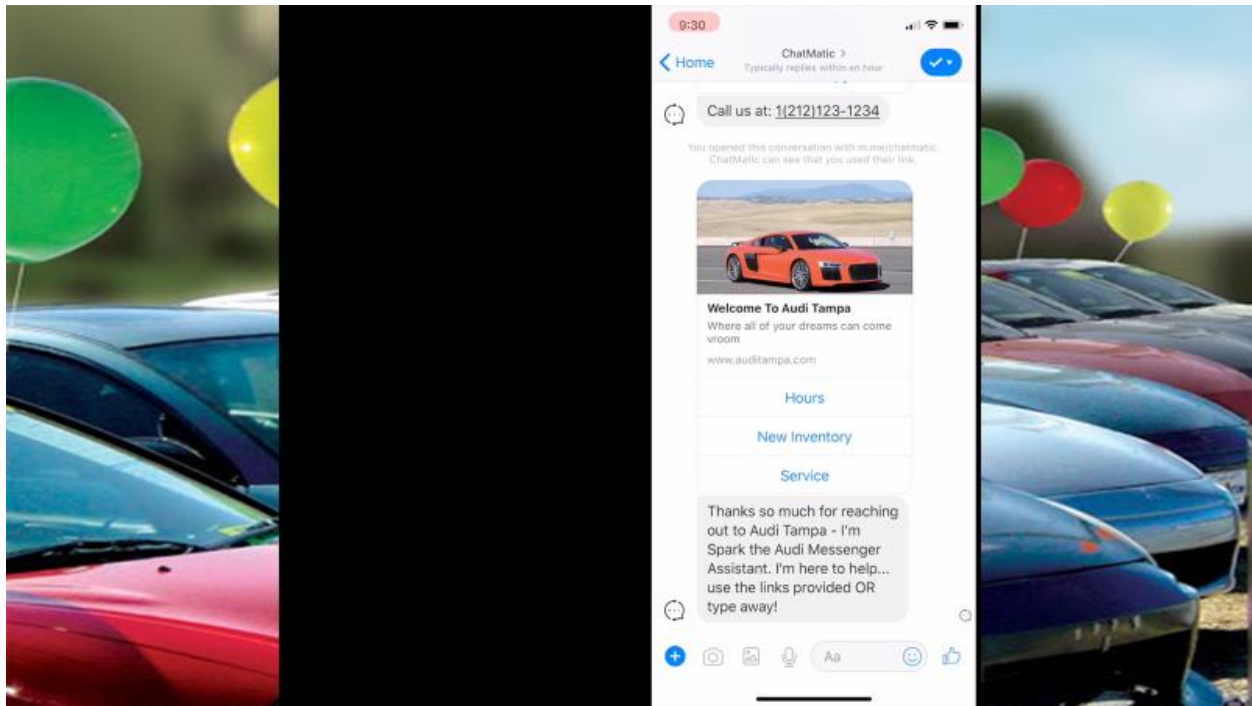 9:30
Home
ChatMatic >
Typically replies within an hour
Call us at: 1(212)123-1234
You opened this conversation with m.me/chatmatic.
ChatMatic can see that you used their link.
Welcome To Audi Tampa
Where all of your dreams can come
vroom
www.auditampa.com
Hours
New Inventory
Service
Thanks so much for reaching
out to Audi Tampa - I'm
Spark the Audi Messenger
Assistant. I'm here to help...
use the links provided OR
type away!
Aa